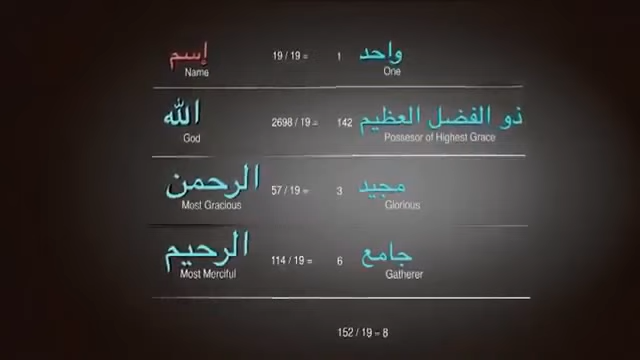 إسم 19 / 19 = 1 واحد
Name One
الله 2698 / 19 = 142 ذو الفضل العظيم
God Possesor of Highest Grace
الرحمن 57 / 19 = 3 مجيد
Most Gracious Glorious
الرحيم 114 / 19 = 6 جامع
Most Merciful Gatherer
152 / 19 = 8